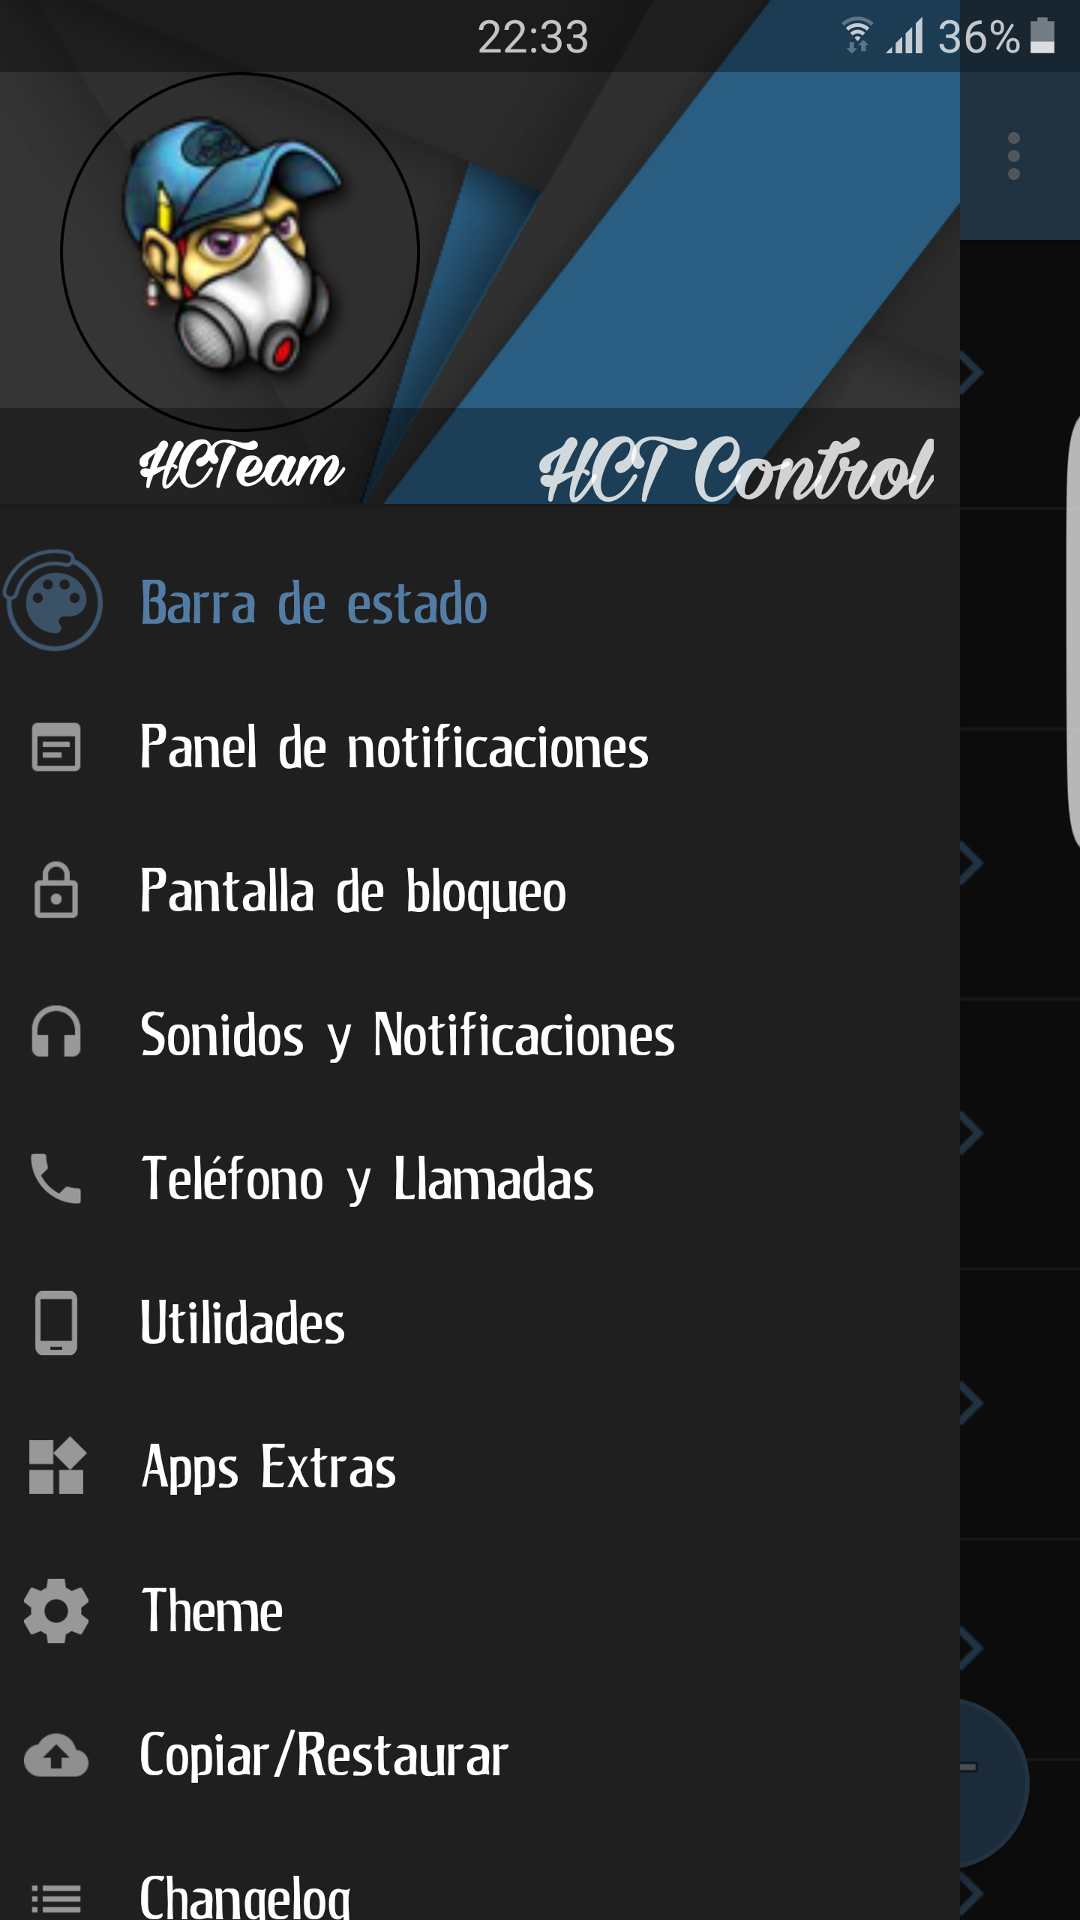 22:33
36%
HCTeam
HCT Control
Barra de estado
Panel de notificaciones
Pantalla de bloqueo
Sonidos y Notificaciones
Teléfono y Llamadas
Utilidades
Apps Extras
Theme
Copiar/Restaurar
Changelog